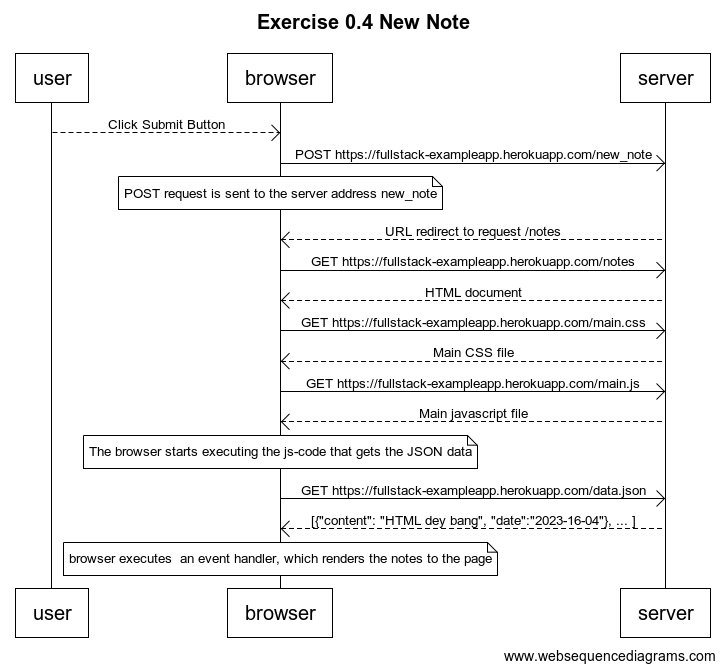 Exercise 0.4 New Note
user
browser
server
Click Submit Button
POST https://fullstack-exampleapp.herokuapp.com/new_note
POST request is sent to the server address new_note
URL redirect to request /notes
GET https://fullstack-exampleapp.herokuapp.com/notes
HTML document
GET https://fullstack-exampleapp.herokuapp.com/main.css
Main CSS file
GET https://fullstack-exampleapp.herokuapp.com/main.js
Main javascript file
The browser starts executing the js-code that gets the JSON data
GET https://fullstack-exampleapp.herokuapp.com/data.json
[{"content": "HTML dey bang", "date":"2023-16-04"}, ... ]
browser executes  an event handler, which renders the notes to the page
user
browser
server
www.websequencediagrams.com